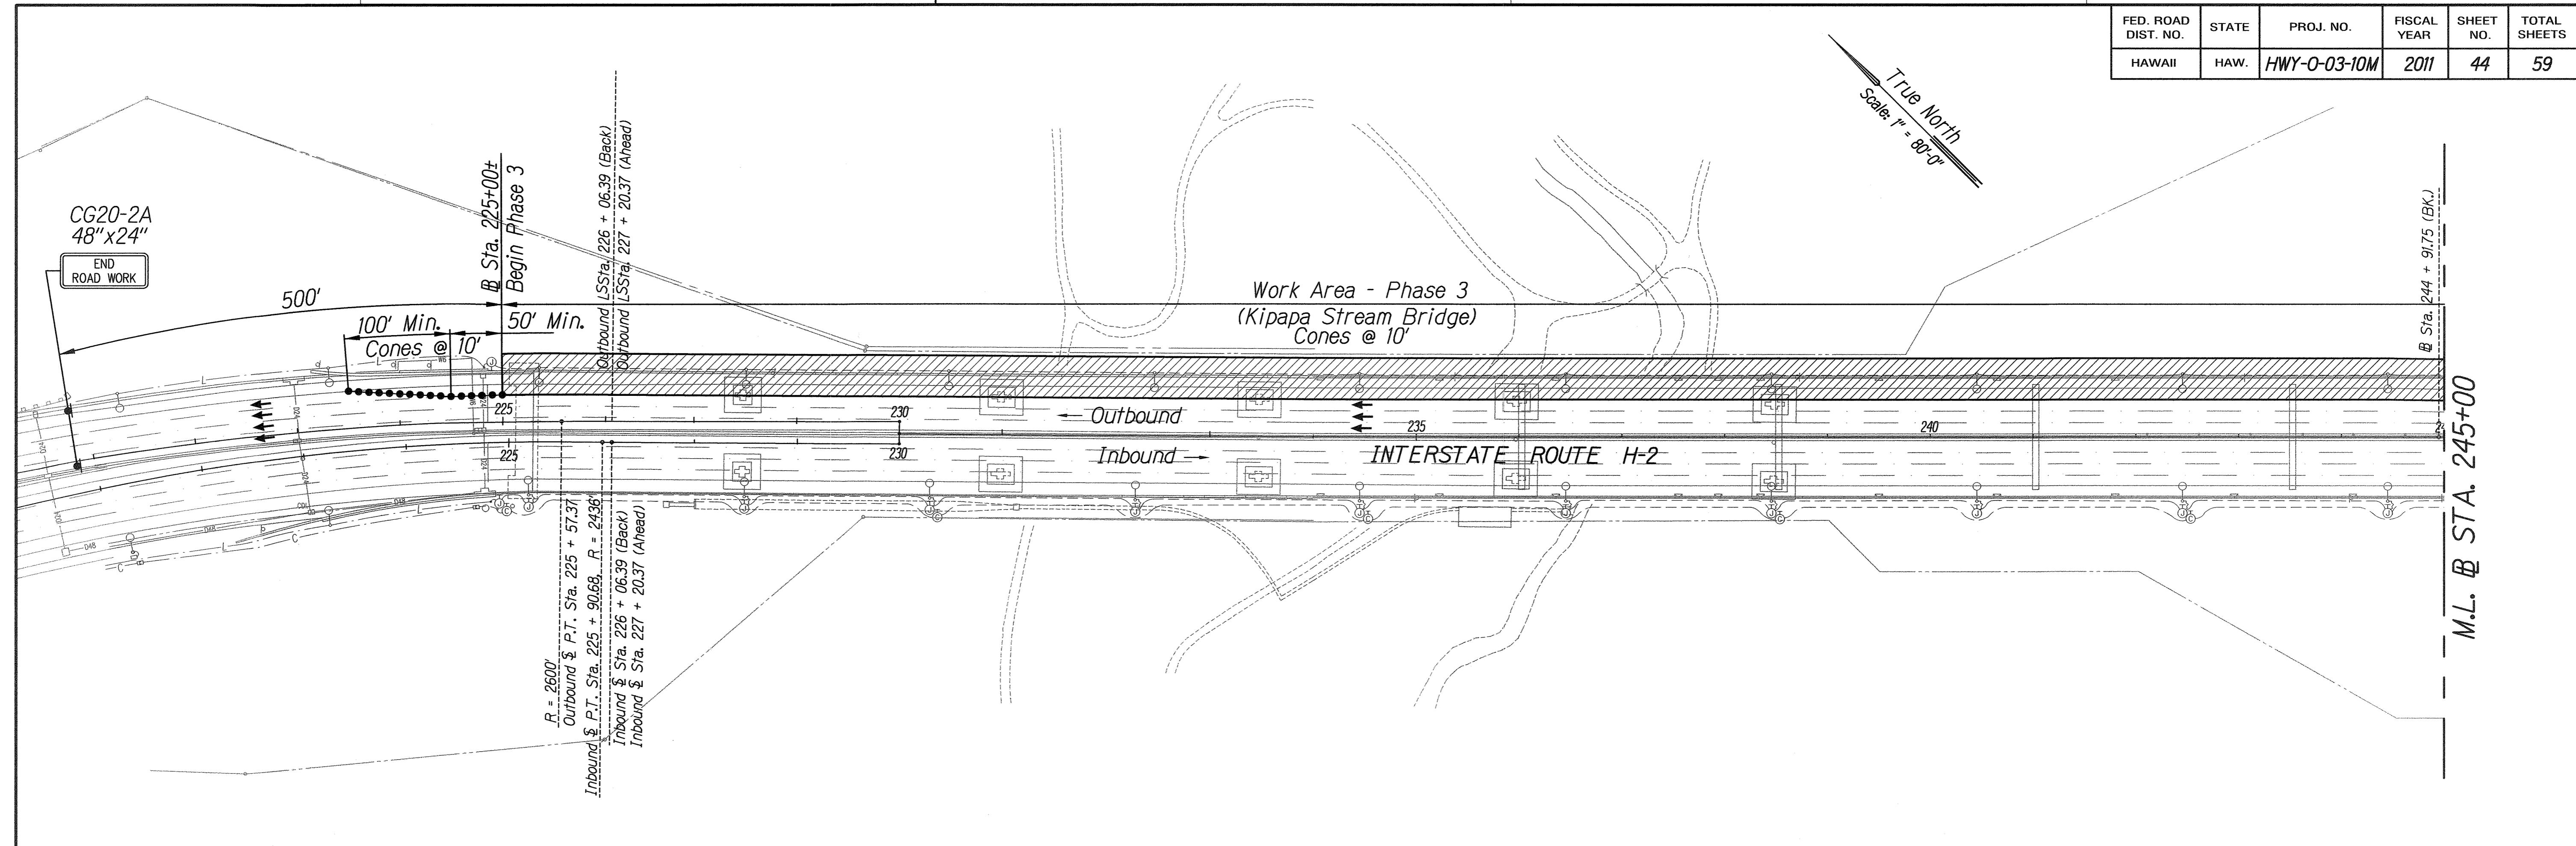 FED. ROAD DIST. NO.
STATE
PROJ. NO.
FISCAL YEAR
SHEET NO.
TOTAL SHEETS
HAWAII
HAW.
HWY-O-03-10M
2011
44
59
True North
Scale: 1" = 80'-0"
CG20-2A
48"x24"
END
ROAD WORK
500'
100' Min.
50' Min.
Cones @ 10'
℄ Sta. 225+00±
Begin Phase 3
Outbound LSSta. 226 + 06.39 (Back)
Outbound LSSta. 227 + 20.37 (Ahead)
Work Area - Phase 3
(Kipapa Stream Bridge)
Cones @ 10'
Sta. 244 + 91.75 (BK.)
225
230
Outbound
235
240
225
230
Inbound
INTERSTATE ROUTE H-2
R = 2600'
Outbound P.T. Sta. 225 + 57.37
Inbound P.T. Sta. 225 + 90.68, R = 2436'
Inbound Sta. 226 + 06.39 (Back)
Inbound Sta. 227 + 20.37 (Ahead)
M.L. STA. 245+00